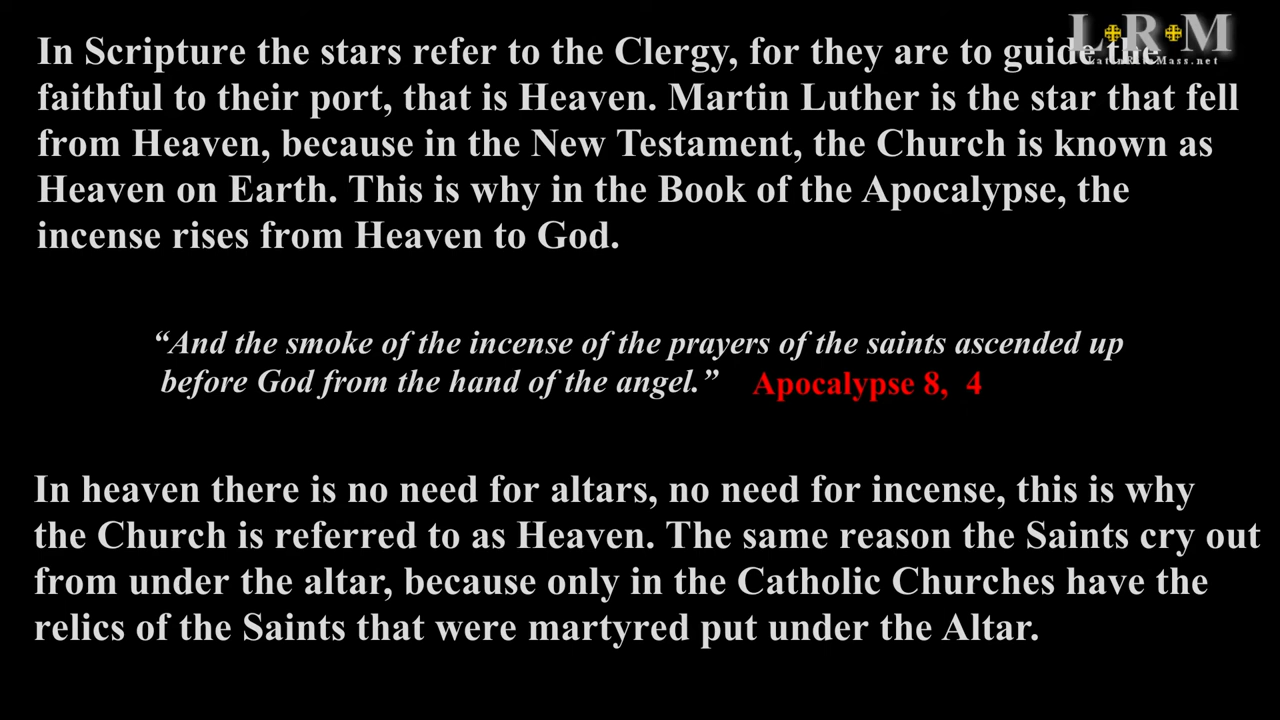 L R M
In Scripture the stars refer to the Clergy, for they are to guide the
faithful to their port, that is Heaven. Martin Luther is the star that fell
from Heaven, because in the New Testament, the Church is known as
Heaven on Earth. This is why in the Book of the Apocalypse, the
incense rises from Heaven to God.
“And the smoke of the incense of the prayers of the saints ascended up
before God from the hand of the angel.” Apocalypse 8, 4
In heaven there is no need for altars, no need for incense, this is why
the Church is referred to as Heaven. The same reason the Saints cry out
from under the altar, because only in the Catholic Churches have the
relics of the Saints that were martyred put under the Altar.